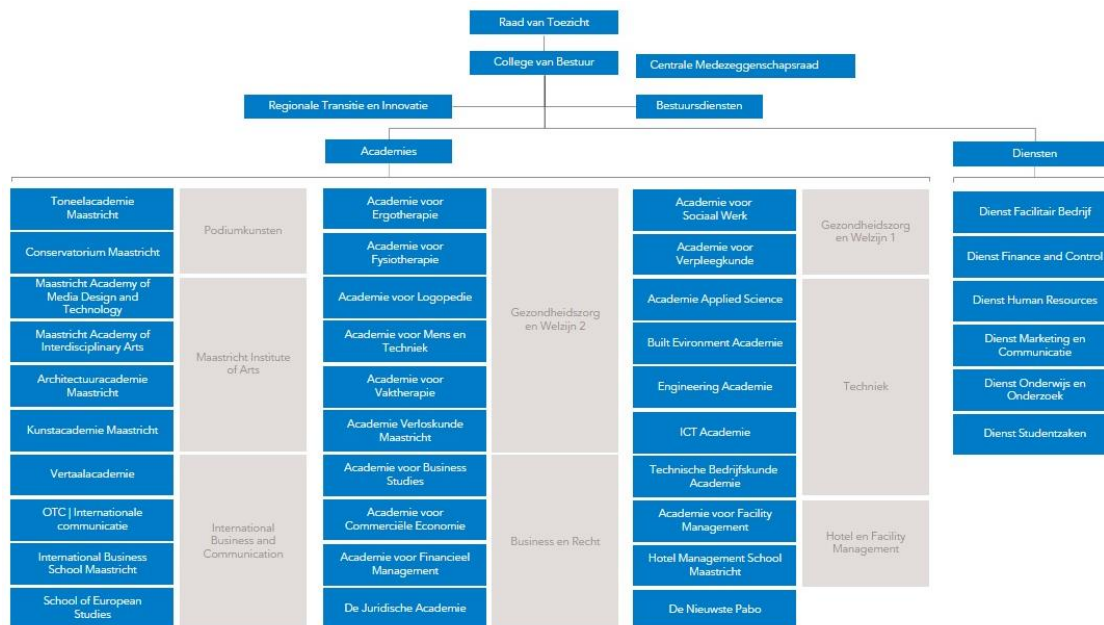 Raad van Toezicht
College van Bestuur
Centrale Medezeggenschapsraad
Regionale Transitie en Innovatie
Bestuursdiensten
Academies
Diensten
Toneelacademie
Maastricht
Conservatorium Maastricht
Podiumkunsten
Maastricht Academy of
Media Design and
Technology
Maastricht Academy of
Interdisciplinary Arts
Architectuuracademie
Maastricht
Kunstacademie Maastricht
Maastricht Institute
of Arts
Vertaalacademie
OTC | Internationale
communicatie
International Business
School Maastricht
School of European
Studies
International
Business and
Communication
Academie voor
Ergotherapie
Academie voor
Fysiotherapie
Academie voor Logopedie
Academie voor Mens en
Techniek
Academie voor
Vaktherapie
Academie Verloskunde
Maastricht
Gezondheidszorg
en Welzijn 2
Academie voor Business
Studies
Academie voor
Commerciële Economie
Academie voor Financieel
Management
De Juridische Academie
Business en Recht
Academie voor
Sociaal Werk
Academie voor
Verpleegkunde
Gezondheidszorg
en Welzijn 1
Academie Applied Science
Built Evironment Academie
Engineering Academie
ICT Academie
Technische Bedrijfskunde
Academie
Techniek
Academie voor Facility
Management
Hotel Management School
Maastricht
Hotel en Facility
Management
De Nieuwste Pabo
Dienst Facilitair Bedrijf
Dienst Finance and Control
Dienst Human Resources
Dienst Marketing en
Communicatie
Dienst Onderwijs en
Onderzoek
Dienst Studentzaken